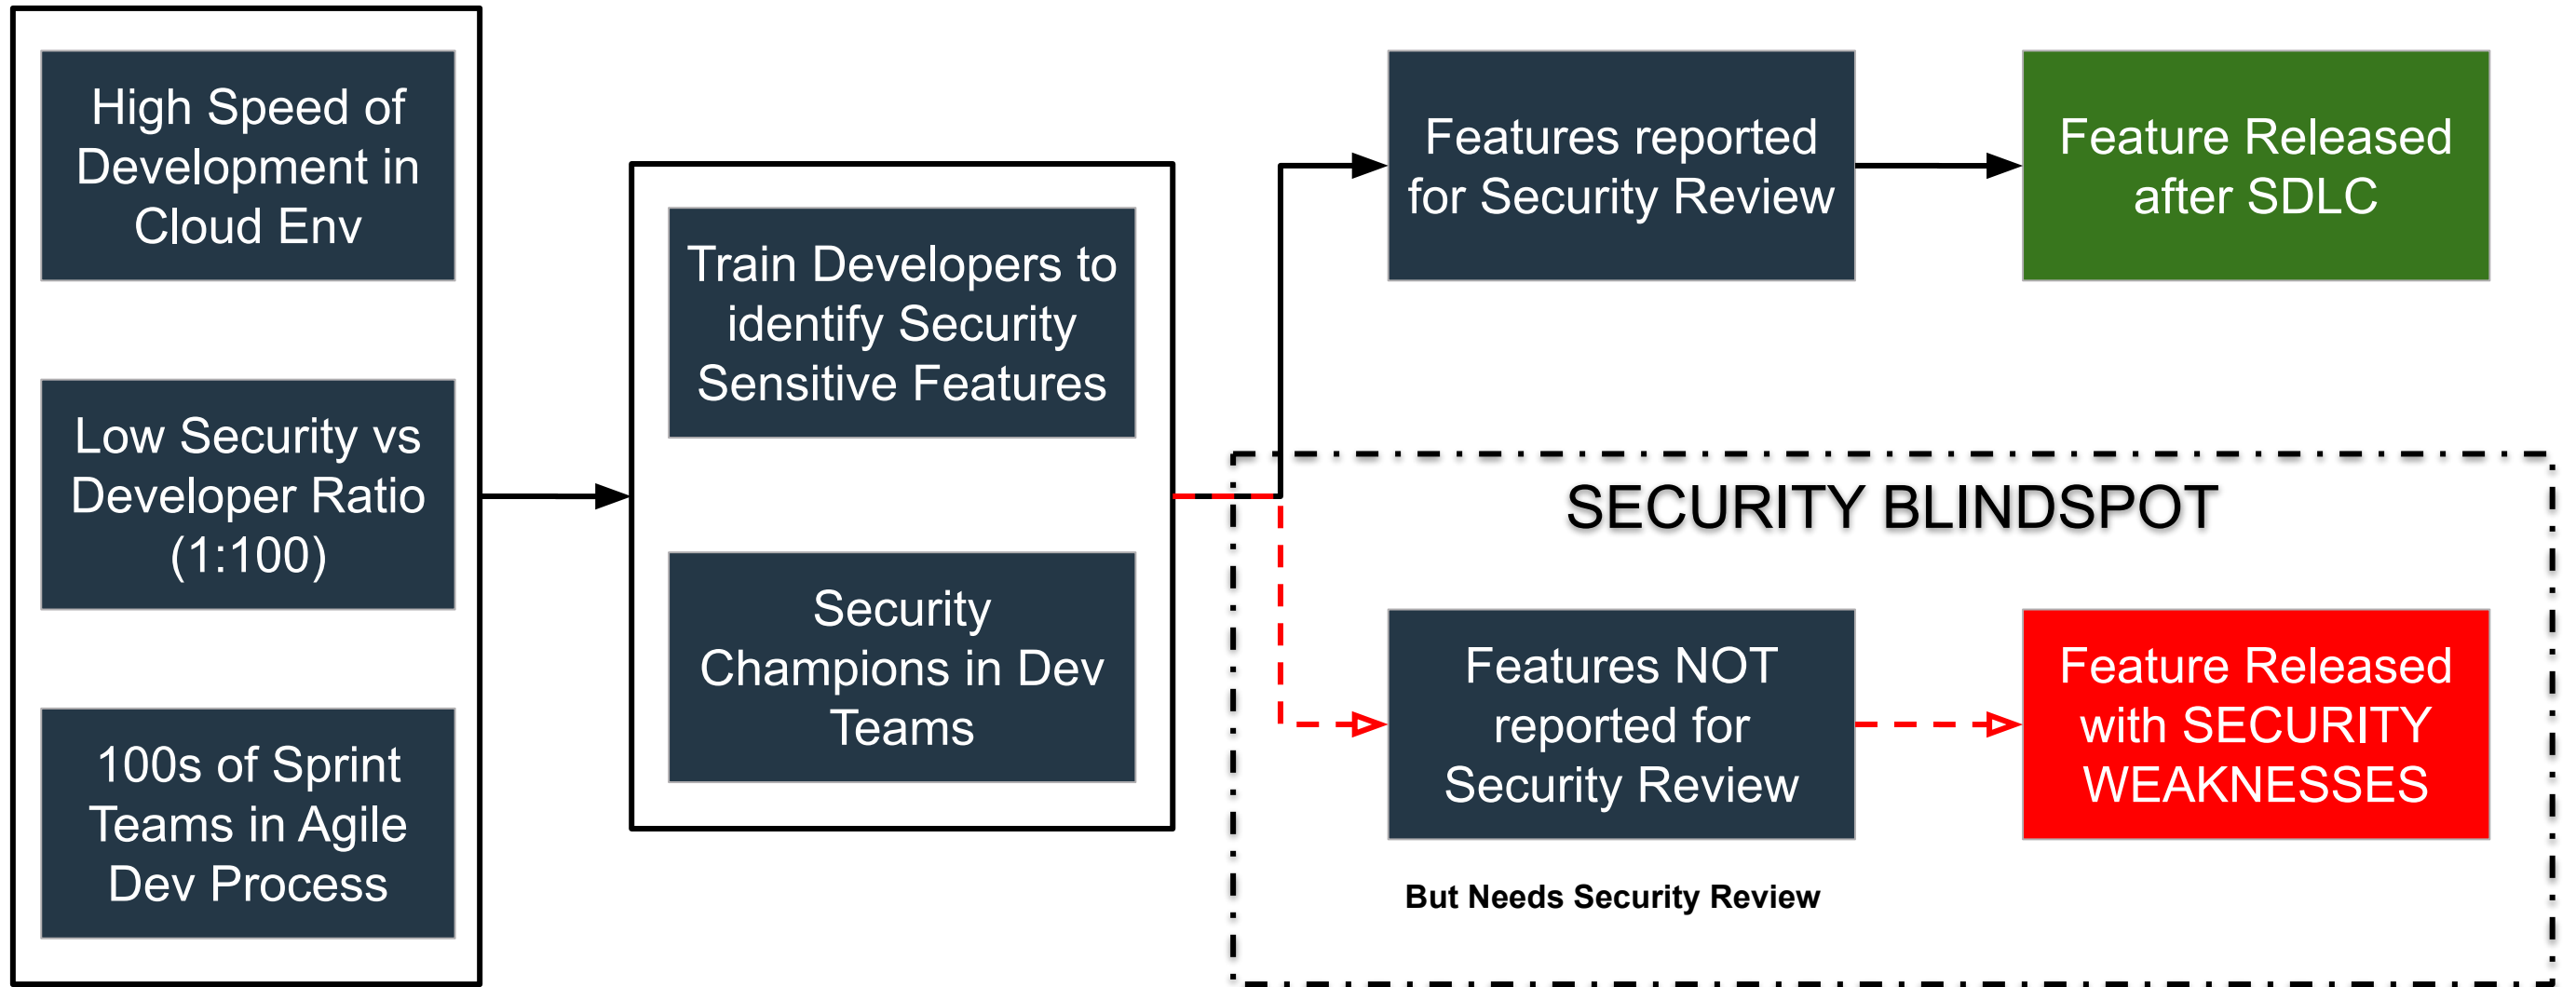 High Speed of
Development in
Cloud Env
Low Security vs
Developer Ratio
(1:100)
100s of Sprint
Teams in Agile
Dev Process
Train Developers to
identify Security
Sensitive Features
Security
Champions in Dev
Teams
Features reported
for Security Review
Feature Released
after SDLC
SECURITY BLINDSPOT
Features NOT
reported for
Security Review
But Needs Security Review
Feature Released
with SECURITY
WEAKNESSES